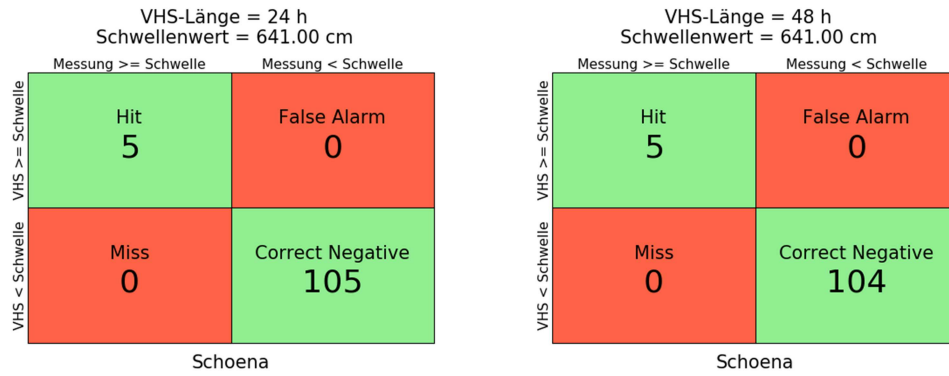 VHS-Länge = 24 h
Schwellenwert = 641.00 cm
Messung >= Schwelle
Messung < Schwelle
VHS >= Schwelle
Hit
5
False Alarm
0
VHS < Schwelle
Miss
0
Correct Negative
105
Schoena
VHS-Länge = 48 h
Schwellenwert = 641.00 cm
Messung >= Schwelle
Messung < Schwelle
VHS >= Schwelle
Hit
5
False Alarm
0
VHS < Schwelle
Miss
0
Correct Negative
104
Schoena